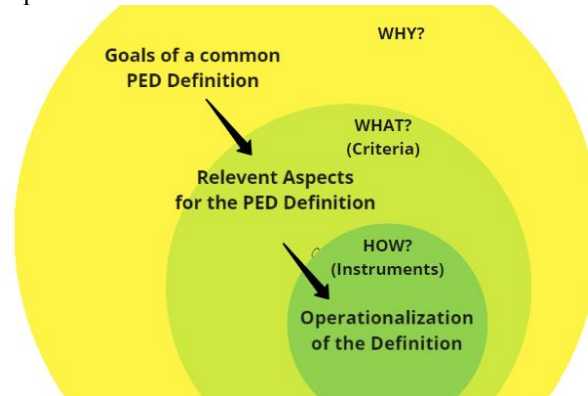 WHY?
Goals of a common
PED Definition
WHAT?
(Criteria)
Relevent Aspects
for the PED Definition
HOW?
(Instruments)
Operationalization
of the Definition